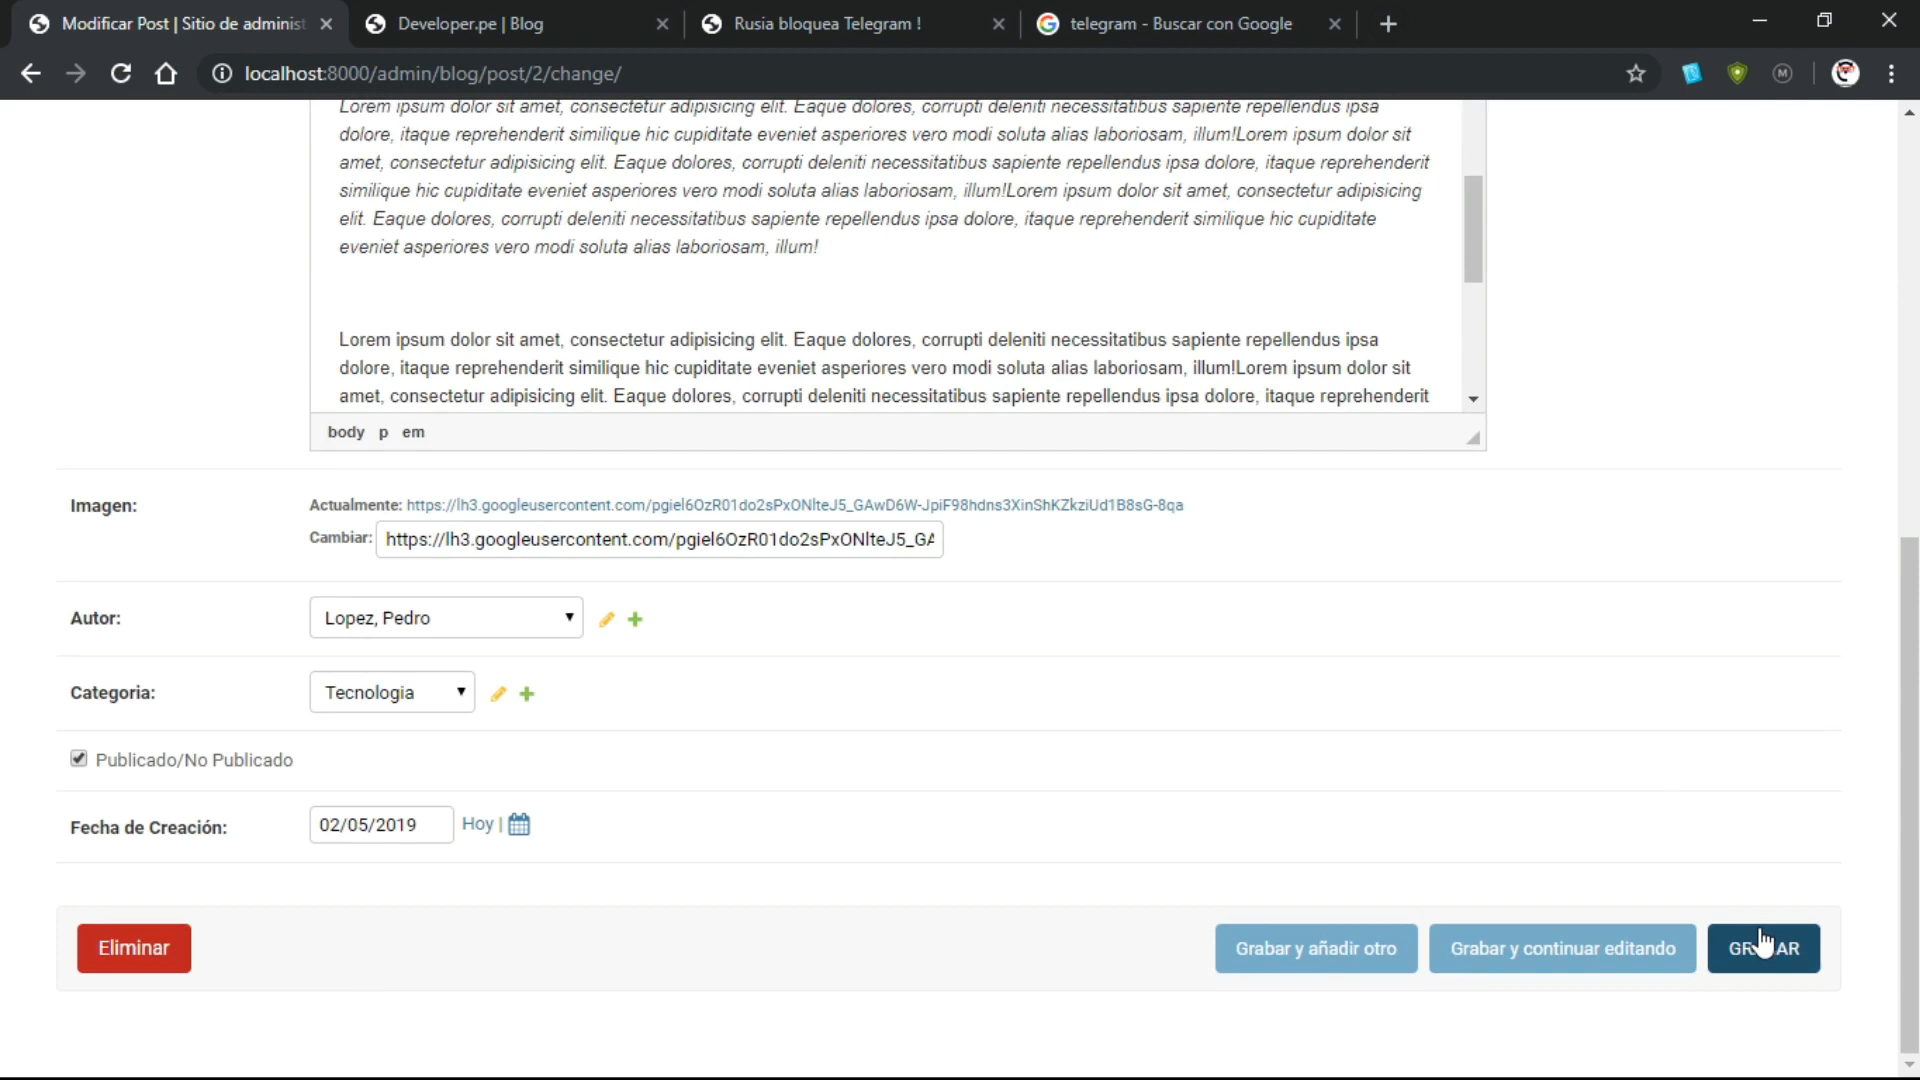 Modificar Post | Sitio de administ
Developer.pe | Blog
Rusia bloquea Telegram !
telegram - Buscar con Google
localhost:8000/admin/blog/post/2/change/
Lorem ipsum dolor sit amet, consectetur adipisicing elit. Eaque dolores, corrupti deleniti necessitatibus sapiente repellendus ipsa
dolore, itaque reprehenderit similique hic cupiditate eveniet asperiores vero modi soluta alias laboriosam, illum!Lorem ipsum dolor sit
amet, consectetur adipisicing elit. Eaque dolores, corrupti deleniti necessitatibus sapiente repellendus ipsa dolore, itaque reprehenderit
similique hic cupiditate eveniet asperiores vero modi soluta alias laboriosam, illum!Lorem ipsum dolor sit amet, consectetur adipisicing
elit. Eaque dolores, corrupti deleniti necessitatibus sapiente repellendus ipsa dolore, itaque reprehenderit similique hic cupiditate
eveniet asperiores vero modi soluta alias laboriosam, illum!
Lorem ipsum dolor sit amet, consectetur adipisicing elit. Eaque dolores, corrupti deleniti necessitatibus sapiente repellendus ipsa
dolore, itaque reprehenderit similique hic cupiditate eveniet asperiores vero modi soluta alias laboriosam, illum!Lorem ipsum dolor sit
amet, consectetur adipisicing elit. Eaque dolores, corrupti deleniti necessitatibus sapiente repellendus ipsa dolore, itaque reprehenderit
body p em
Imagen:
Actualmente: https://lh3.googleusercontent.com/pgiel6OzR01do2sPxONlteJ5_GAwD6W-JpiF98hdns3XinShKZkziUd1B8sG-8qa
Cambiar: https://lh3.googleusercontent.com/pgiel6OzR01do2sPxONlteJ5_GA
Autor: Lopez, Pedro
Categoria: Tecnologia
Publicado/No Publicado
Fecha de Creación: 02/05/2019 Hoy |
Eliminar
Grabar y añadir otro
Grabar y continuar editando